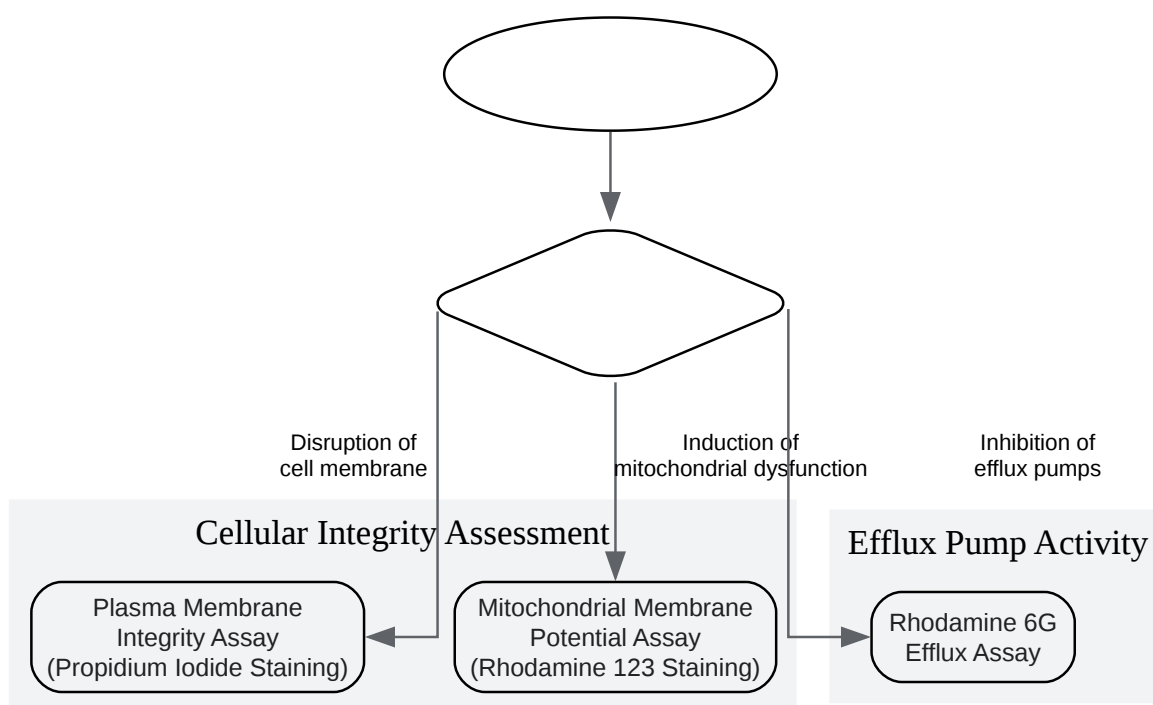 Disruption of
cell membrane
Induction of
mitochondrial dysfunction
Inhibition of
efflux pumps
Cellular Integrity Assessment
Efflux Pump Activity
Plasma Membrane
Integrity Assay
(Propidium Iodide Staining)
Mitochondrial Membrane
Potential Assay
(Rhodamine 123 Staining)
Rhodamine 6G
Efflux Assay